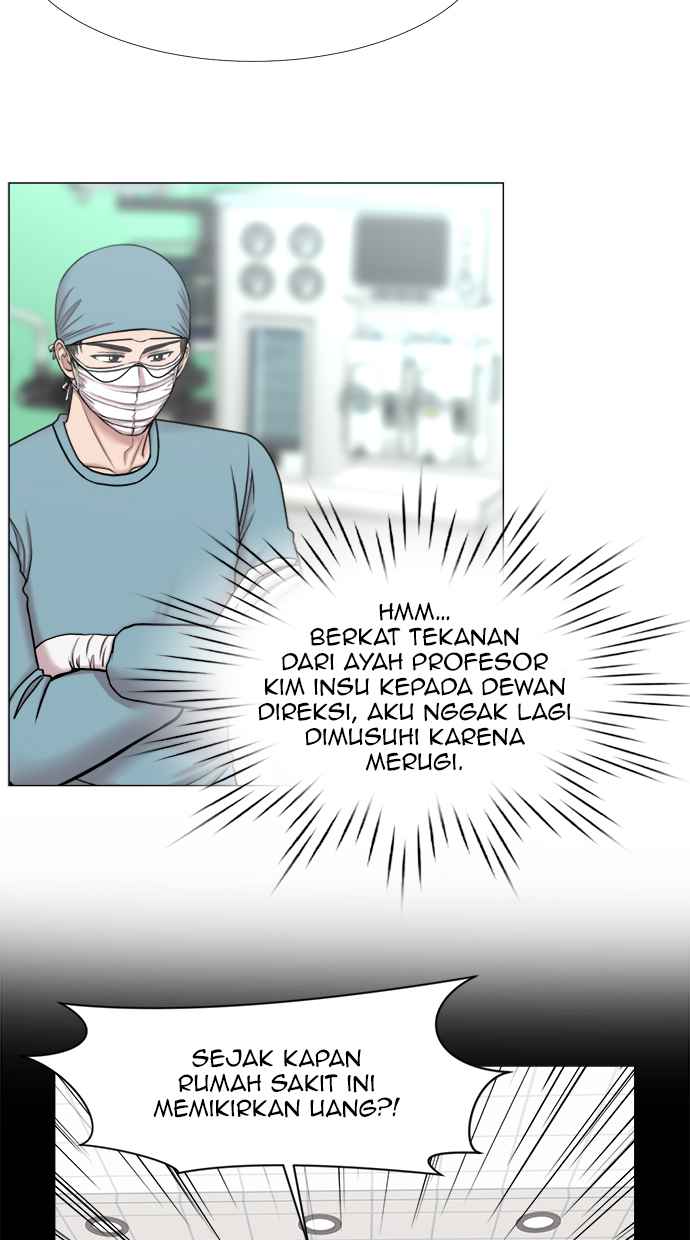 HMM...
BERKAT TEKANAN
DARI AYAH PROFESOR
KIM INSU KEPADA DEWAN
DIREKSI, AKU NGGAK LAGI
DIMUSUHI KARENA
MERUGI.
SEJAK KAPAN
RUMAH SAKIT INI
MEMIKIRKAN UANG?!